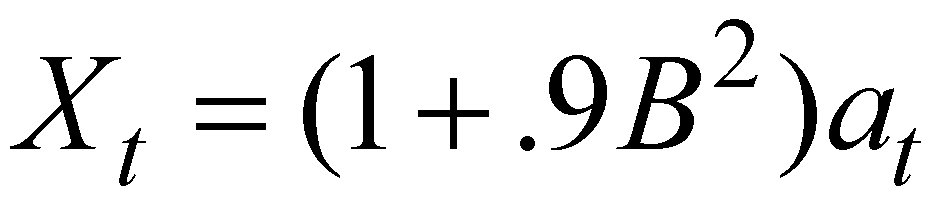 X_t = (1 + .9B^2)a_t